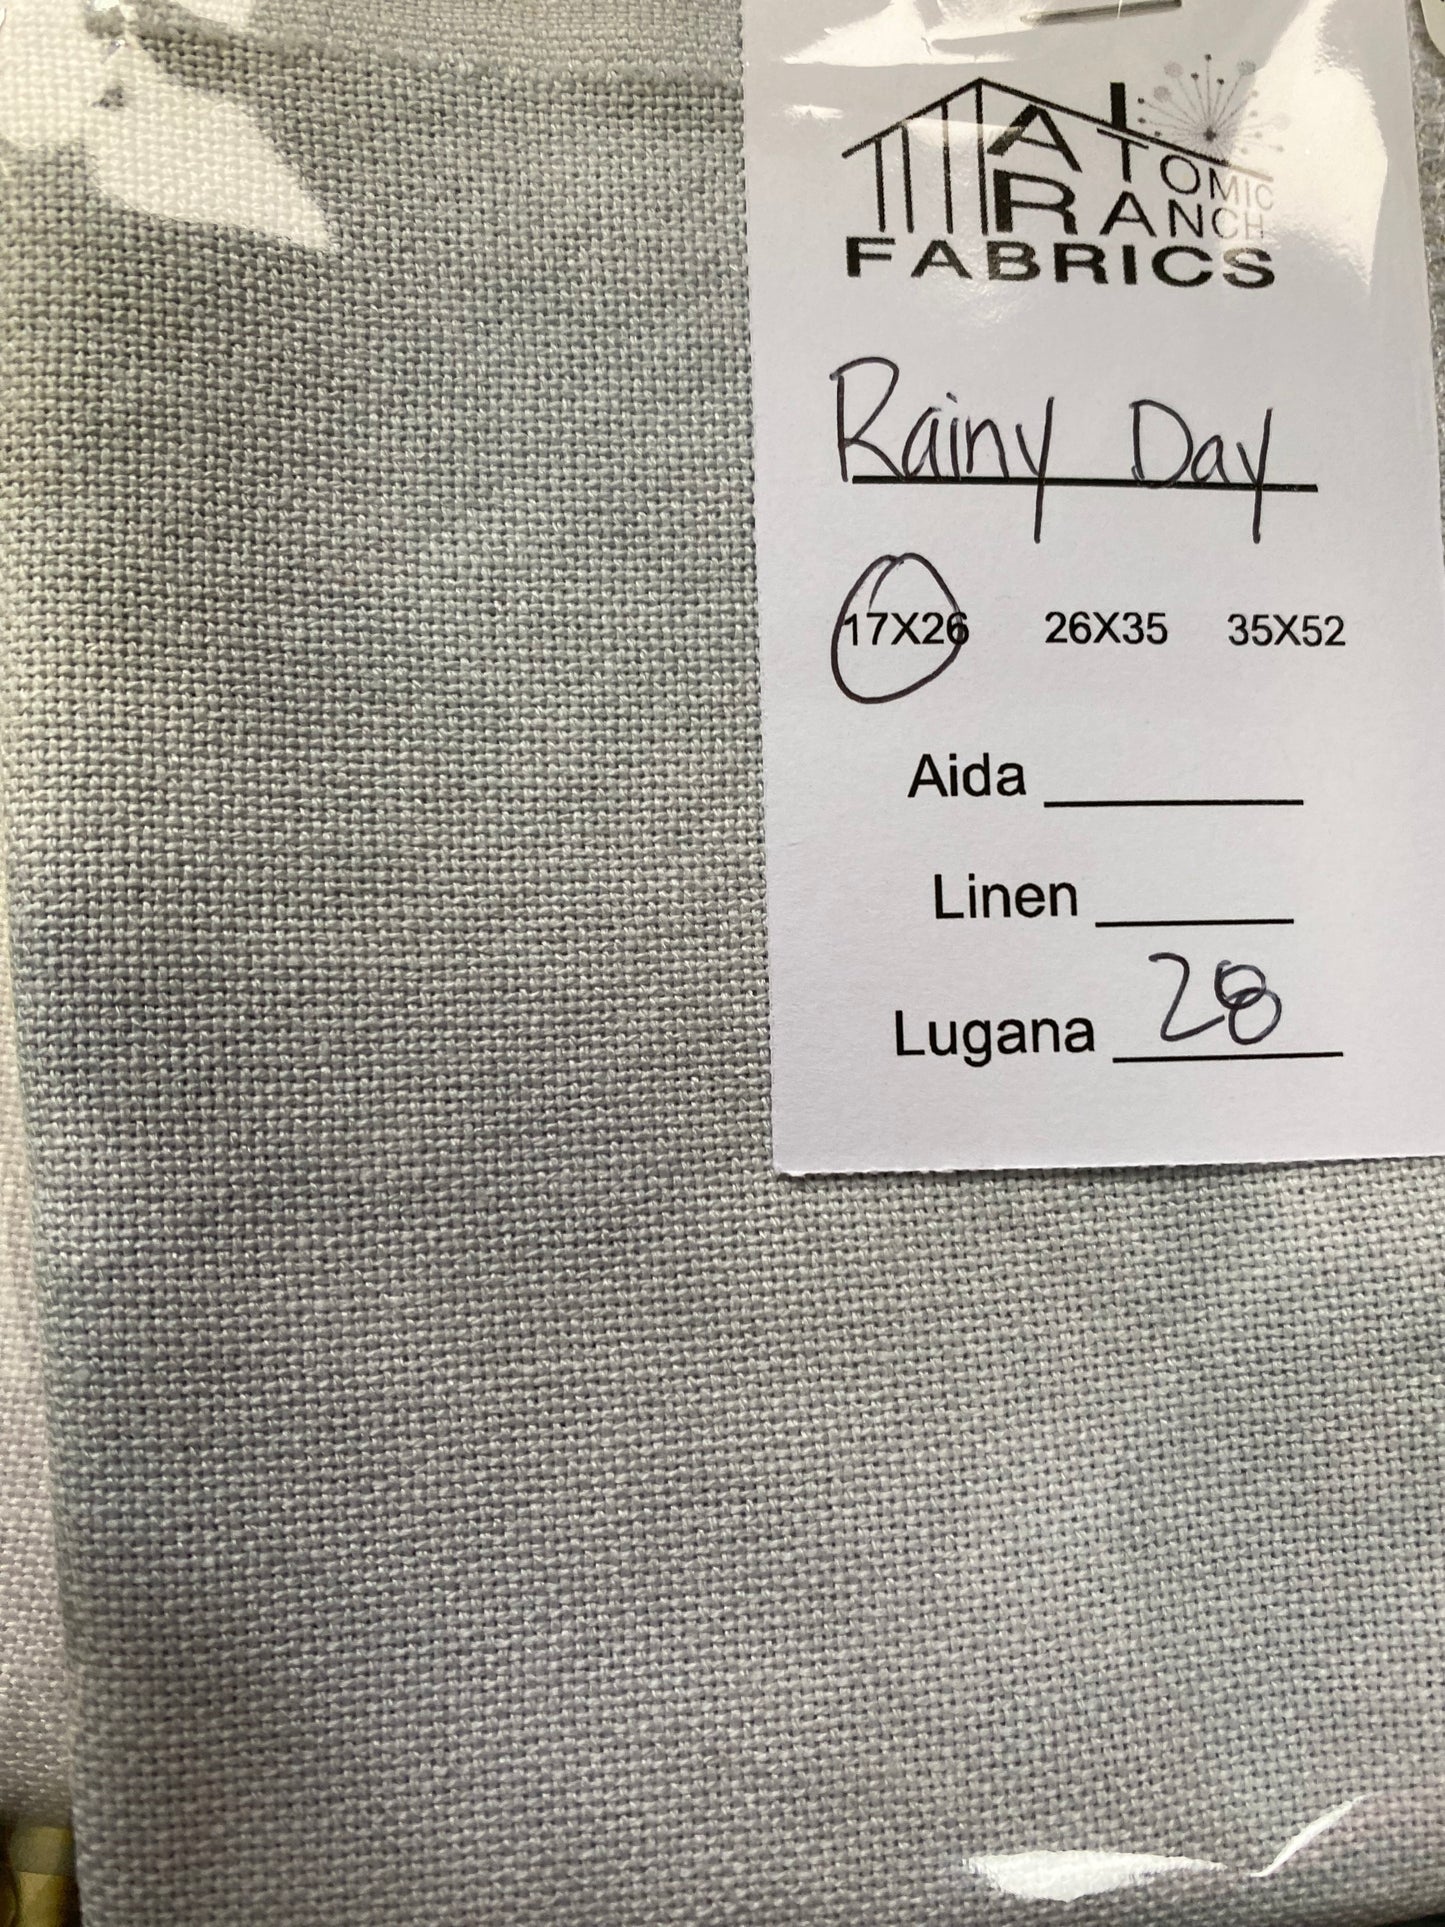 ATOMIC
RANCH
FABRICS
Rainy Day
17X26 26X35 35X52
Aida
Linen
Lugana 28